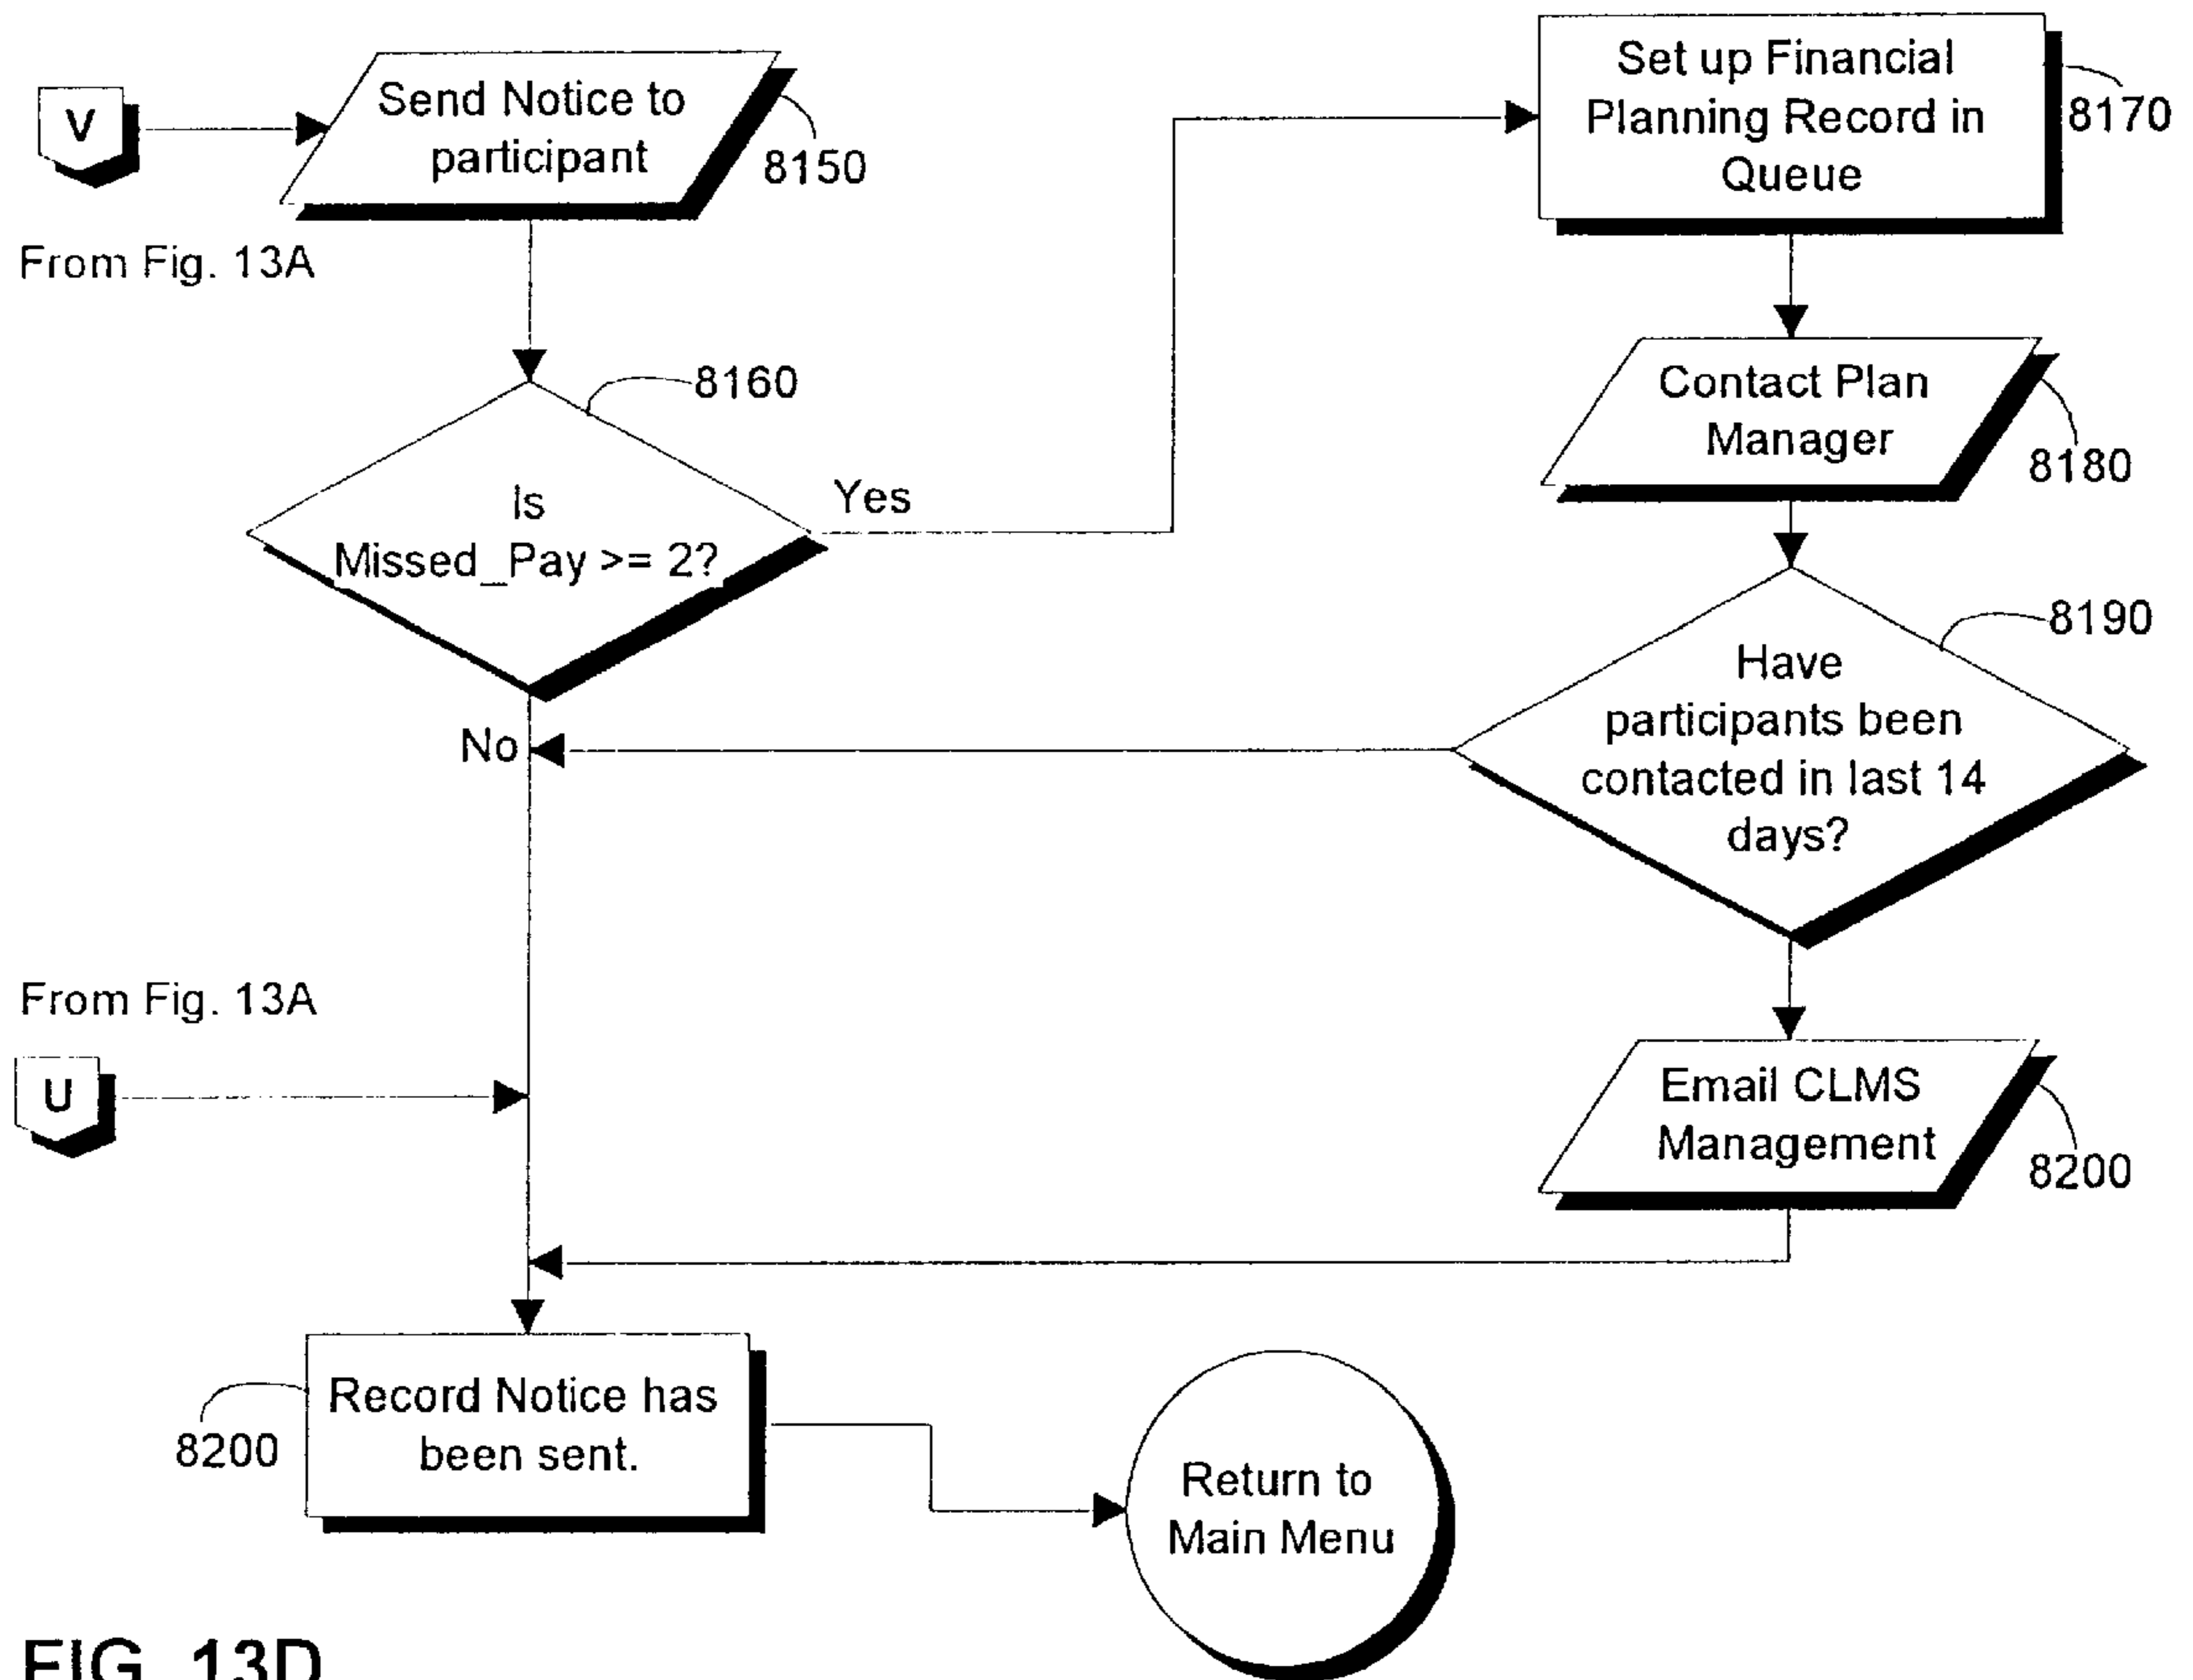 V
Send Notice to
participant
8150
From Fig. 13A
Set up Financial
Planning Record in
Queue
8170
8160
Is
Missed_Pay >= 2?
Yes
No
Contact Plan
Manager
8180
8190
Have
participants been
contacted in last 14
days?
From Fig. 13A
U
Email CLMS
Management
8200
Record Notice has
been sent.
8200
Return to
Main Menu
FIG. 13D